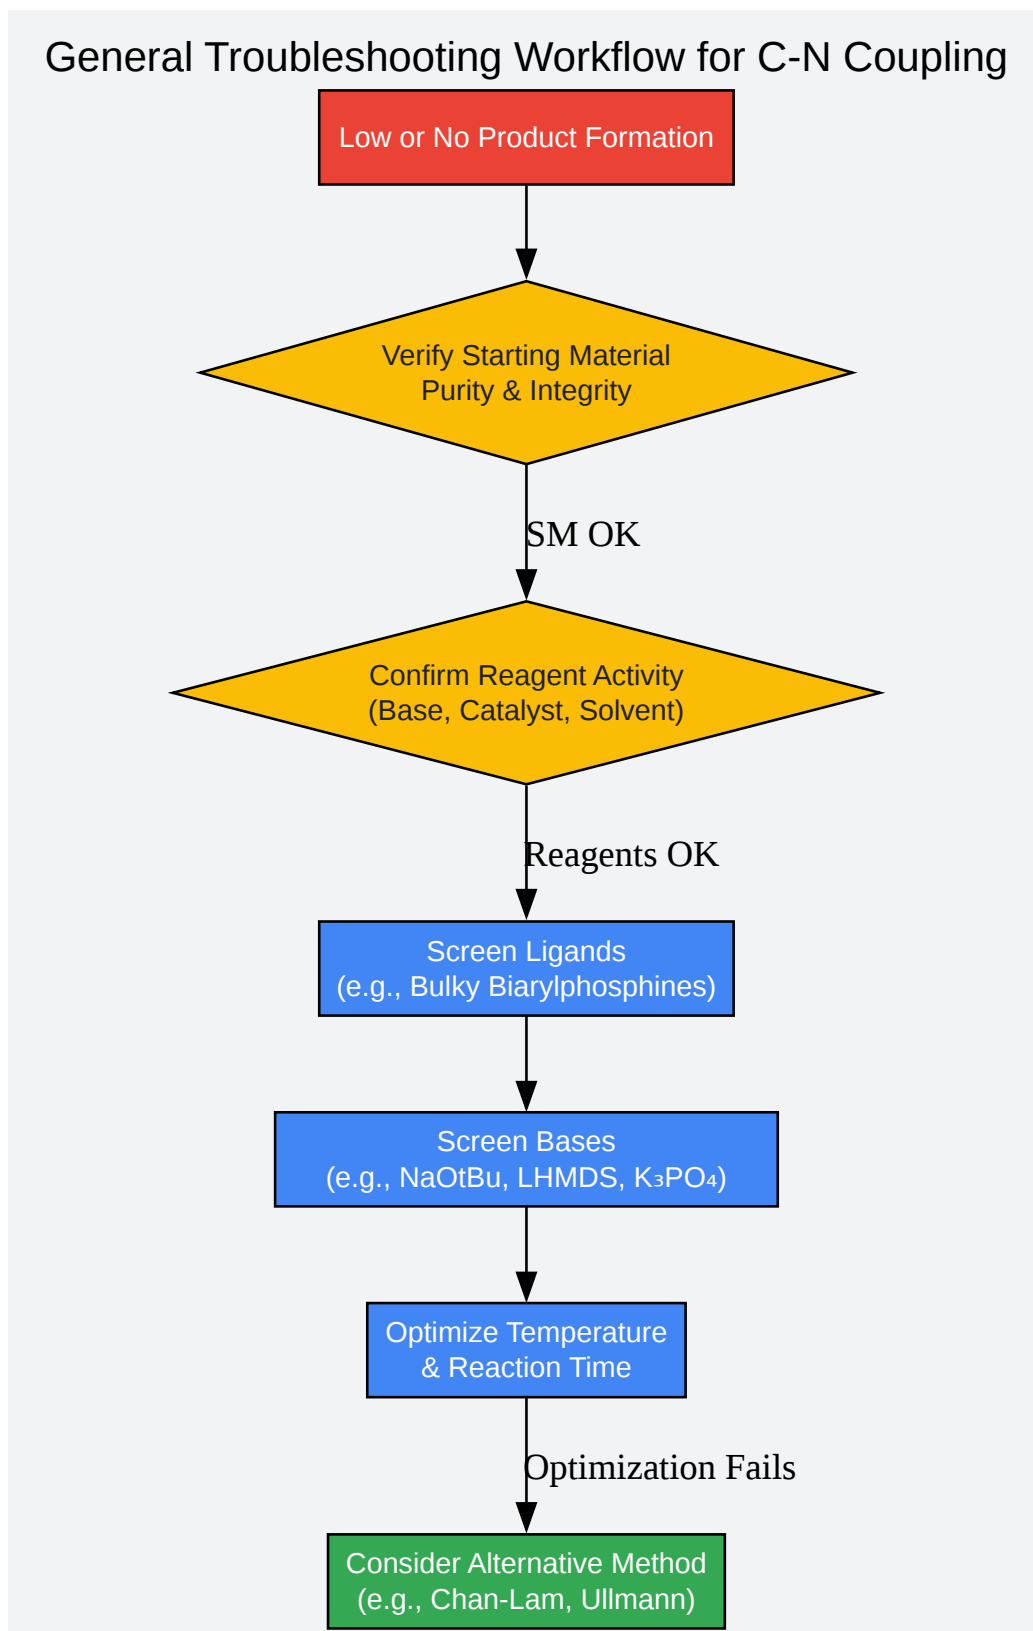 General Troubleshooting Workflow for C-N Coupling
Low or No Product Formation
Verify Starting Material
Purity & Integrity
SM OK
Confirm Reagent Activity
(Base, Catalyst, Solvent)
Reagents OK
Screen Ligands
(e.g., Bulky Biarylphosphines)
Screen Bases
(e.g., NaOtBu, LHMDS, K₃PO₄)
Optimize Temperature
& Reaction Time
Optimization Fails
Consider Alternative Method
(e.g., Chan-Lam, Ullmann)